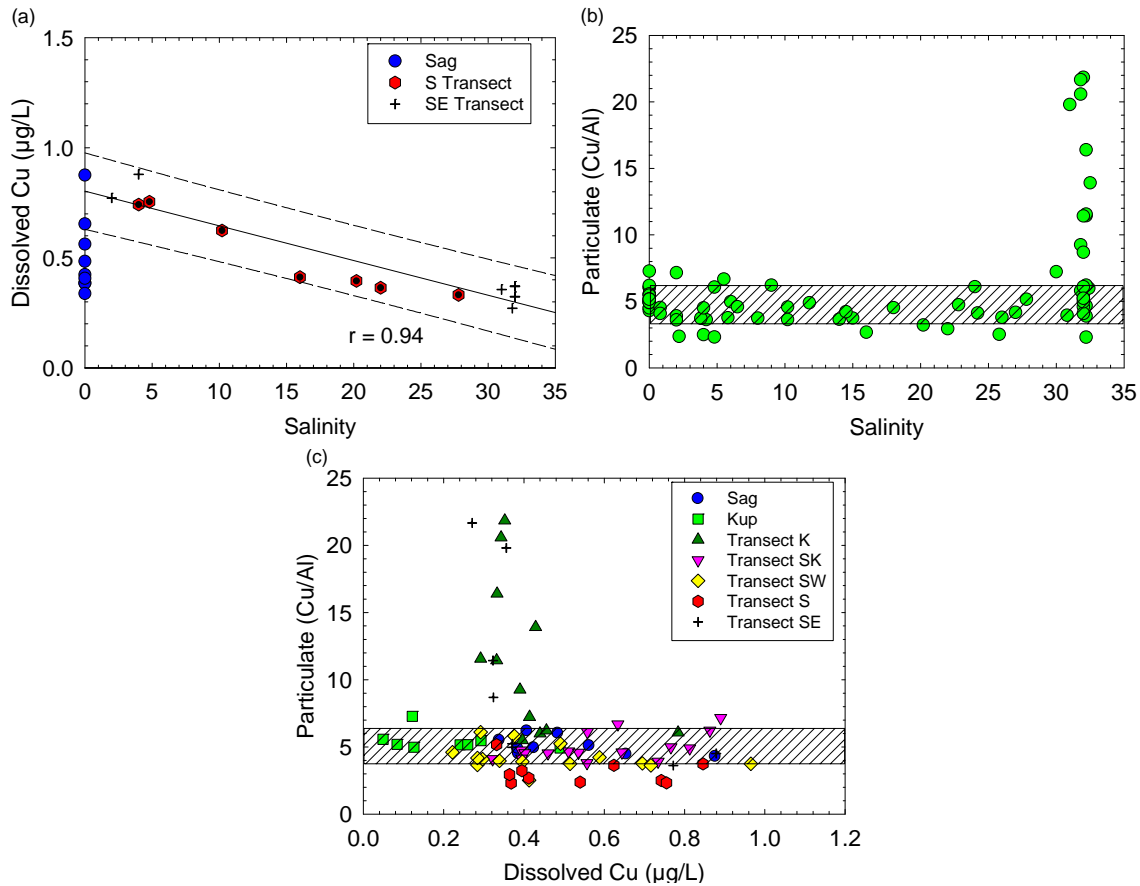 (a)
1.5
1.0
0.5
0.0
Dissolved Cu (µg/L)
Sag
S Transect
SE Transect
r = 0.94
0 5 10 15 20 25 30 35
Salinity
(b)
25
20
15
10
5
0
Particulate (Cu/Al)
0 5 10 15 20 25 30 35
Salinity
(c)
25
20
15
10
5
0
Particulate (Cu/Al)
Sag
Kup
Transect K
Transect SK
Transect SW
Transect S
Transect SE
0.0 0.2 0.4 0.6 0.8 1.0 1.2
Dissolved Cu (µg/L)